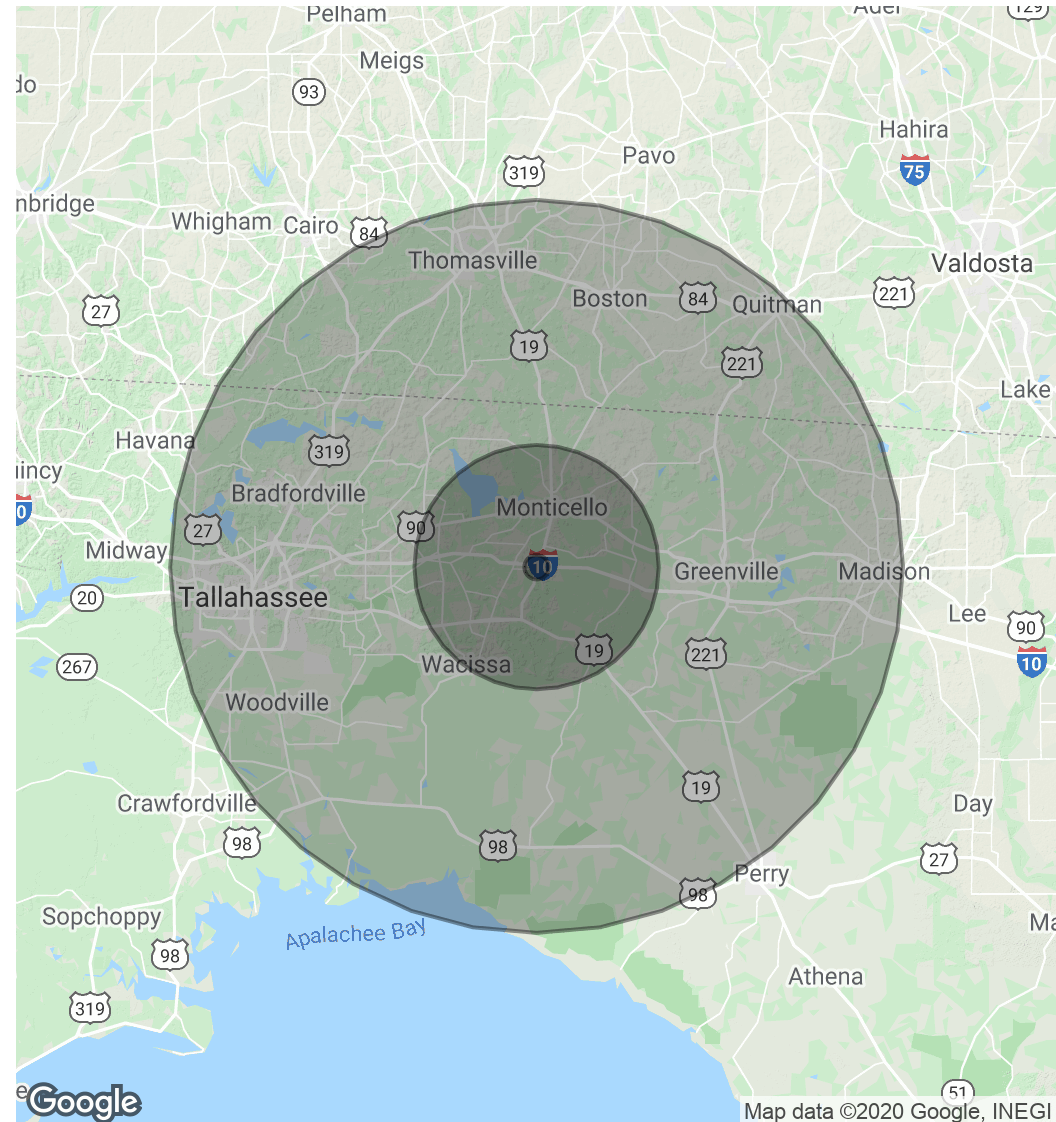 Pelham
Adel
129
Meigs
do
93
Hahira
Pavo
319
75
nbridge
Whigham
Cairo
84
Valdosta
Thomasville
27
Boston
84
Quitman
221
19
221
Lake
Havana
319
uincy
Bradfordville
Monticello
0
27
90
Midway
10
Greenville
Madison
20
Tallahassee
Lee
90
267
Wacissa
19
221
10
Woodville
19
Crawfordville
Day
98
98
27
Perry
98
Sopchoppy
Apalachee Bay
Ma
98
Athena
319
e
51
Google
Map data ©2020 Google, INEGI